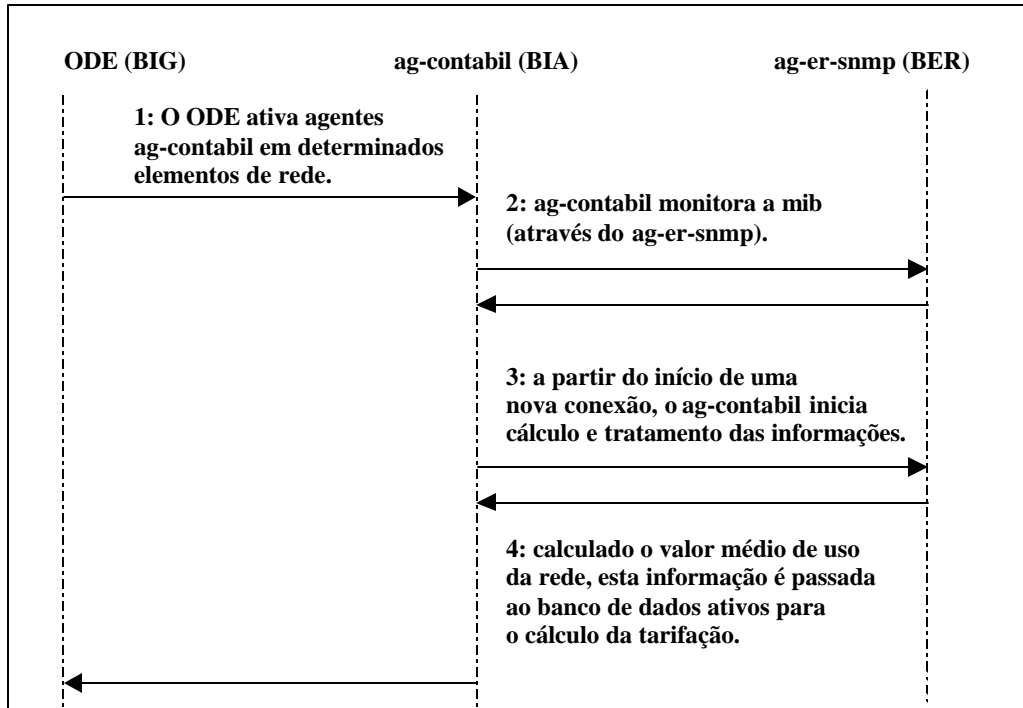 ODE (BIG) ag-contabil (BIA) ag-er-snmp (BER)
1: O ODE ativa agentes
ag-contabil em determinados
elementos de rede.
2: ag-contabil monitora a mib
(através do ag-er-snmp).
3: a partir do início de uma
nova conexão, o ag-contabil inicia
cálculo e tratamento das informações.
4: calculado o valor médio de uso
da rede, esta informação é passada
ao banco de dados ativos para
o cálculo da tarifação.